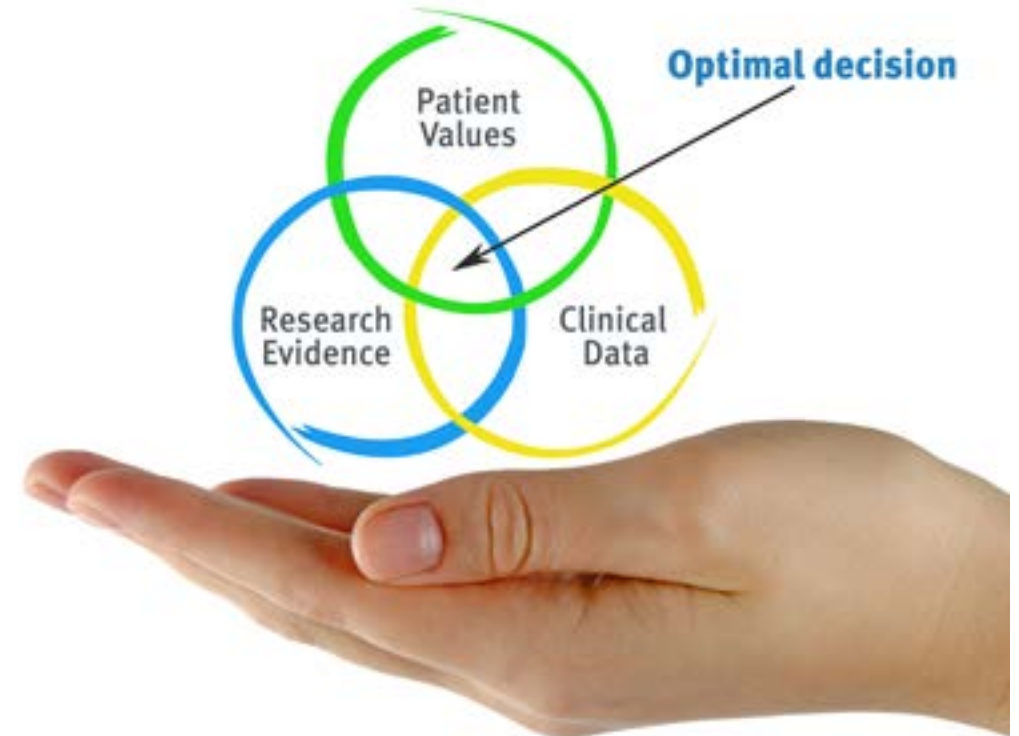 Optimal decision
Patient
Values
Research
Evidence
Clinical
Data